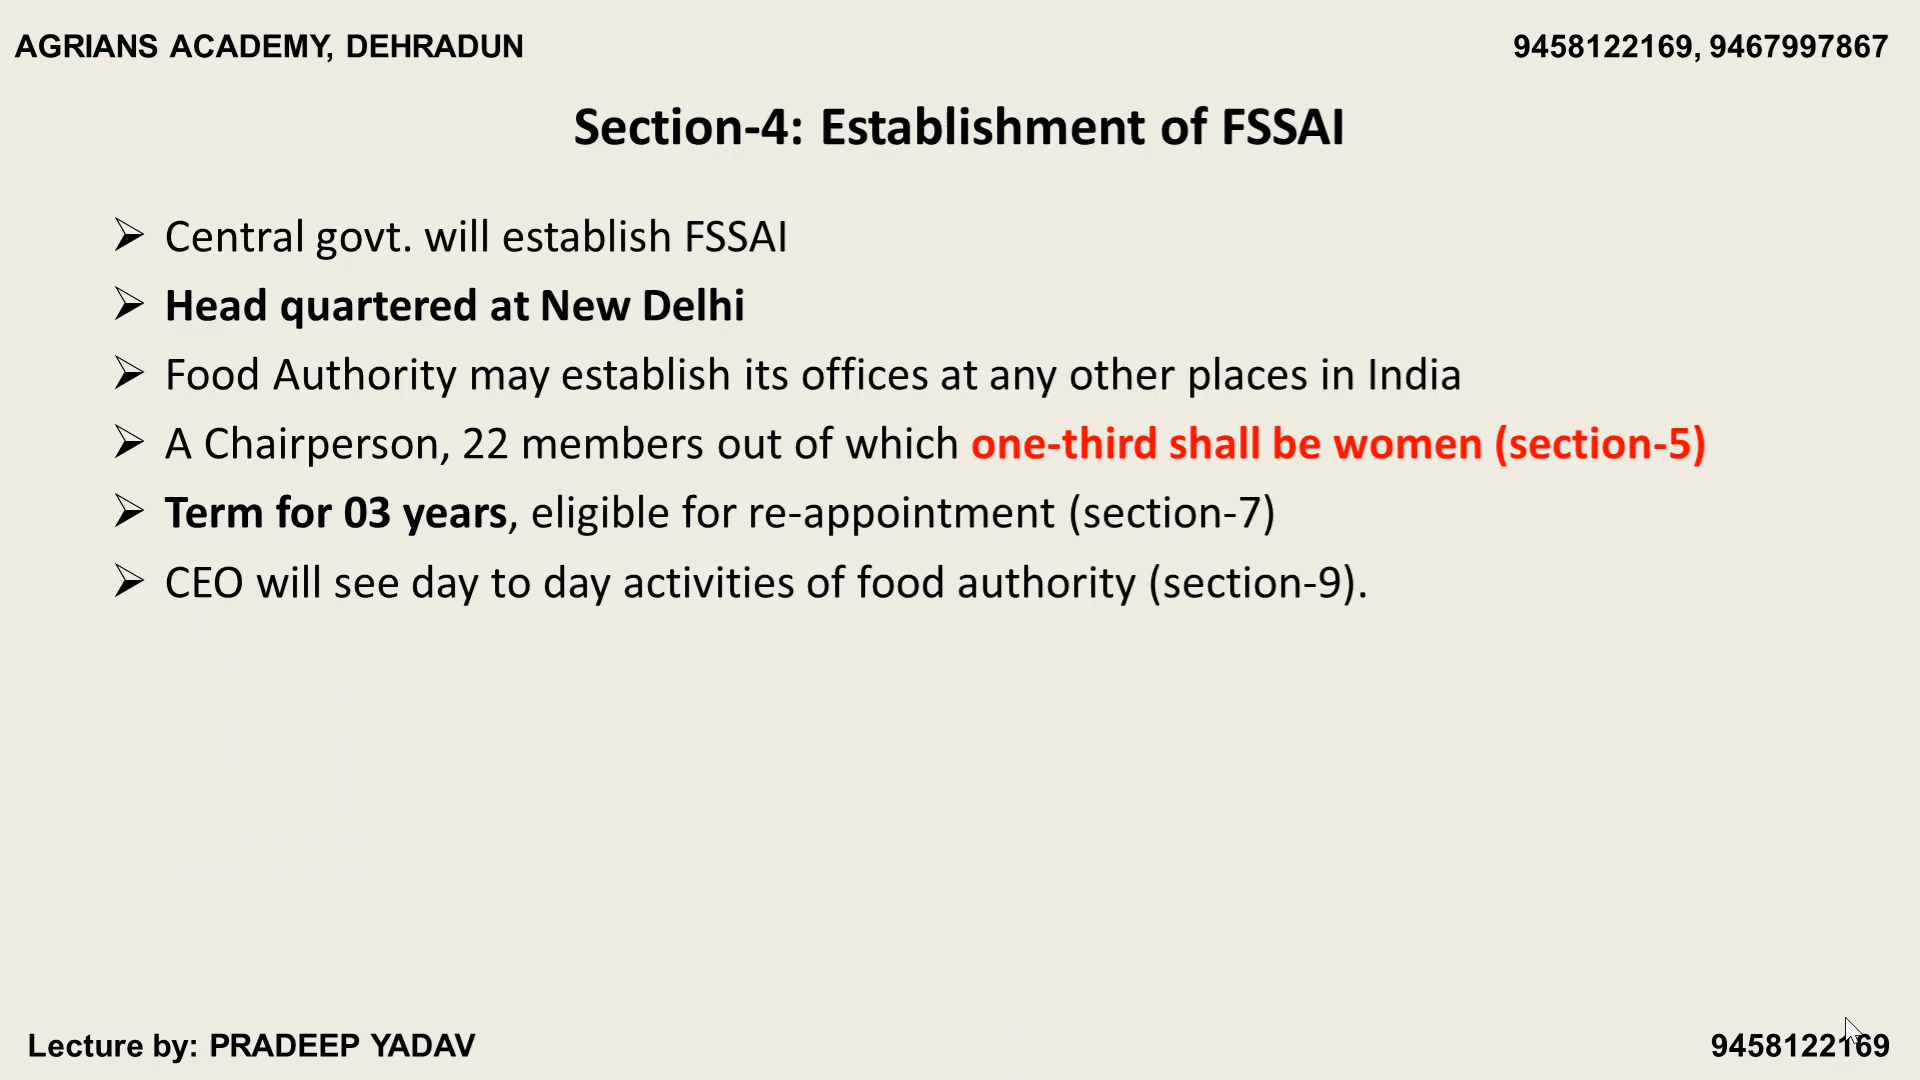 AGRIANS ACADEMY, DEHRADUN
9458122169, 9467997867
Section-4: Establishment of FSSAI
➢ Central govt. will establish FSSAI
➢ Head quartered at New Delhi
➢ Food Authority may establish its offices at any other places in India
➢ A Chairperson, 22 members out of which one-third shall be women (section-5)
➢ Term for 03 years, eligible for re-appointment (section-7)
➢ CEO will see day to day activities of food authority (section-9).
Lecture by: PRADEEP YADAV
9458122169